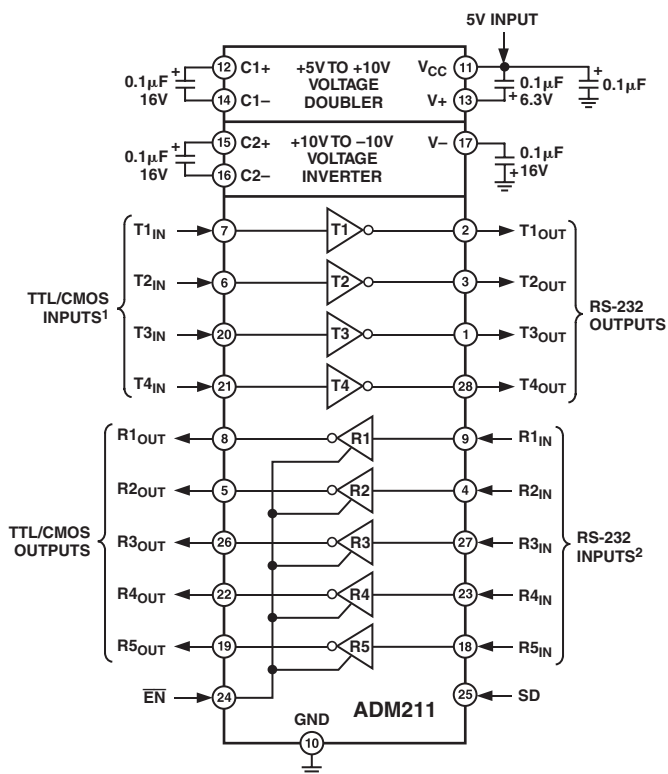 5V INPUT
0.1µF
16V
+
12
C1+
14
C1–
+5V TO +10V
VOLTAGE
DOUBLER
VCC
11
V+
13
+
0.1µF
6.3V
+
0.1µF
0.1µF
16V
+
15
C2+
16
C2–
+10V TO –10V
VOLTAGE
INVERTER
V–
17
0.1µF
+
16V
TTL/CMOS
INPUTS1
T1IN 7 T1 2 T1OUT
T2IN 6 T2 3 T2OUT
T3IN 20 T3 1 T3OUT
T4IN 21 T4 28 T4OUT
RS-232
OUTPUTS
TTL/CMOS
OUTPUTS
R1OUT 8 R1 9 R1IN
R2OUT 5 R2 4 R2IN
R3OUT 26 R3 27 R3IN
R4OUT 22 R4 23 R4IN
R5OUT 19 R5 18 R5IN
RS-232
INPUTS2
E̅N̅ 24
ADM211
25 SD
GND
10